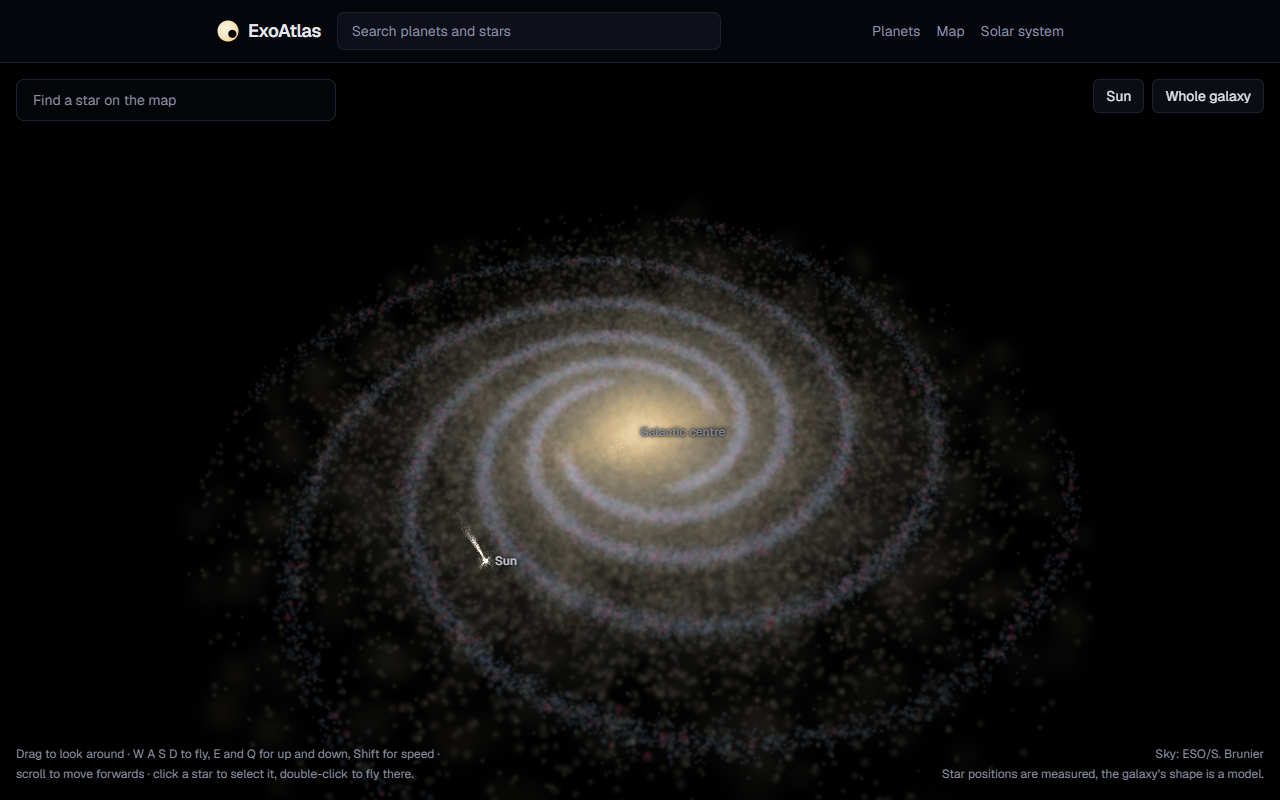 ExoAtlas
Search planets and stars
Planets
Map
Solar system
Find a star on the map
Sun
Whole galaxy
Galactic centre
Sun
Drag to look around · W A S D to fly, E and Q for up and down, Shift for speed ·
scroll to move forwards · click a star to select it, double-click to fly there.
Sky: ESO/S. Brunier
Star positions are measured, the galaxy's shape is a model.